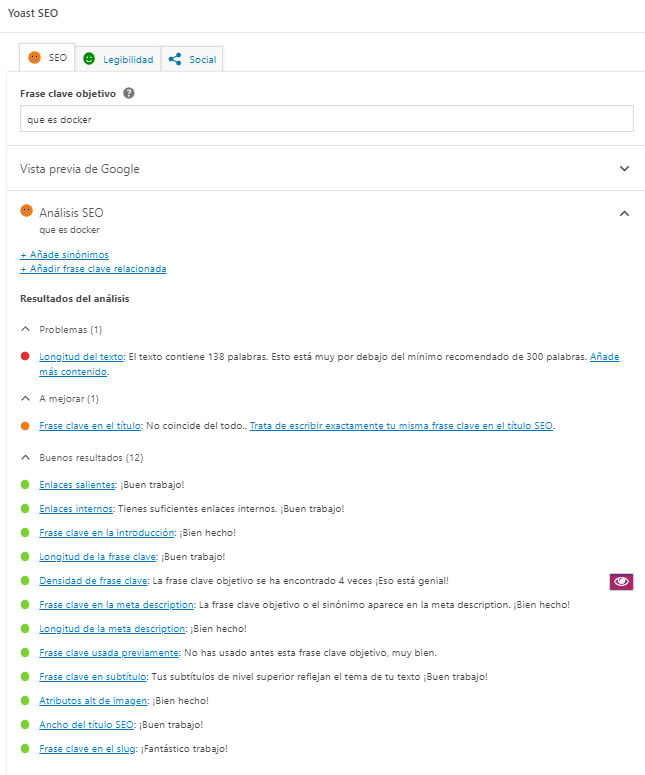 Yoast SEO
SEO
Legibilidad
Social
Frase clave objetivo ?
que es docker
Vista previa de Google
Análisis SEO
que es docker
+ Añade sinónimos
+ Añadir frase clave relacionada
Resultados del análisis
Problemas (1)
Longitud del texto: El texto contiene 138 palabras. Esto está muy por debajo del mínimo recomendado de 300 palabras. Añade
más contenido.
A mejorar (1)
Frase clave en el título: No coincide del todo.. Trata de escribir exactamente tu misma frase clave en el título SEO.
Buenos resultados (12)
Enlaces salientes: ¡Buen trabajo!
Enlaces internos: Tienes suficientes enlaces internos. ¡Buen trabajo!
Frase clave en la introducción: ¡Bien hecho!
Longitud de la frase clave: ¡Buen trabajo!
Densidad de frase clave: La frase clave objetivo se ha encontrado 4 veces ¡Eso está genial!
Frase clave en la meta description: La frase clave objetivo o el sinónimo aparece en la meta description. ¡Bien hecho!
Longitud de la meta description: ¡Bien hecho!
Frase clave usada previamente: No has usado antes esta frase clave objetivo, muy bien.
Frase clave en subtítulo: Tus subtítulos de nivel superior reflejan el tema de tu texto ¡Buen trabajo!
Atributos alt de imagen: ¡Bien hecho!
Ancho del título SEO: ¡Buen trabajo!
Frase clave en el slug: ¡Fantástico trabajo!